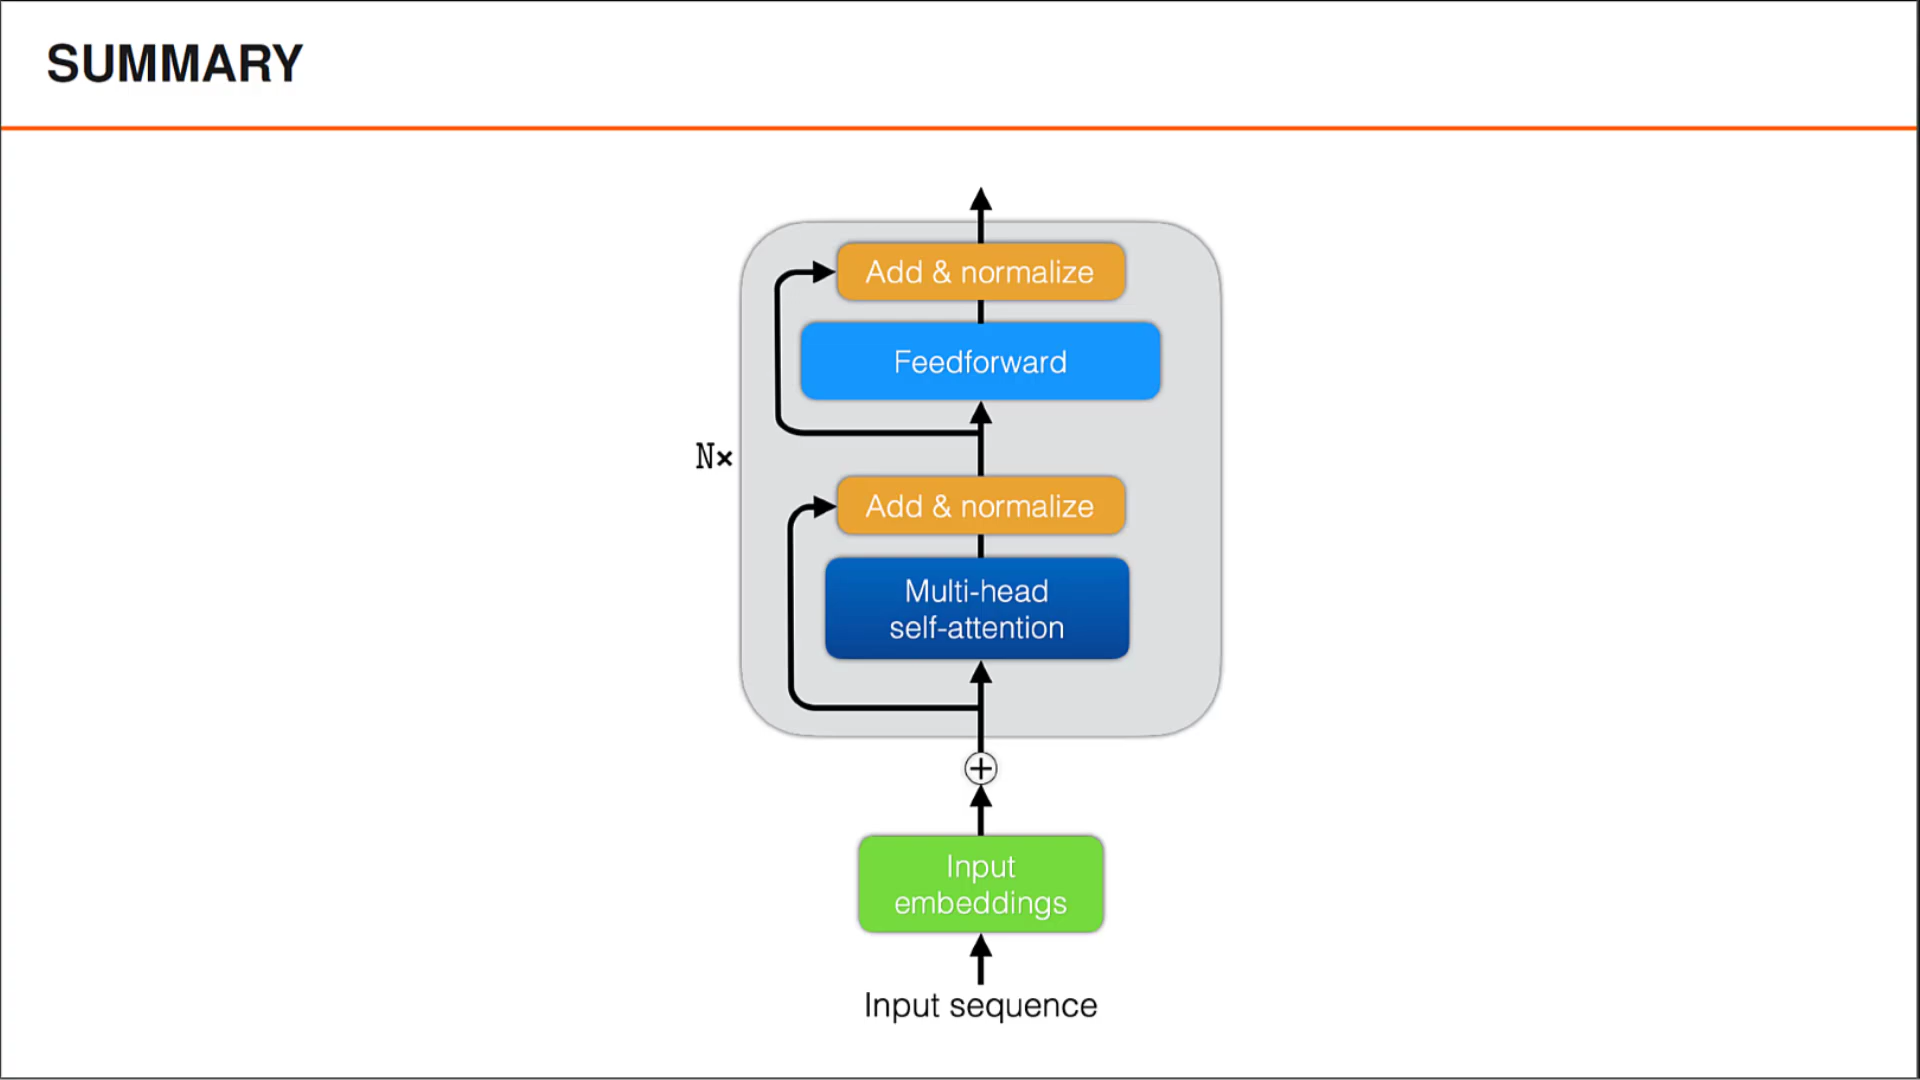 SUMMARY
Add & normalize
Feedforward
N×
Add & normalize
Multi-head
self-attention
+
Input
embeddings
Input sequence